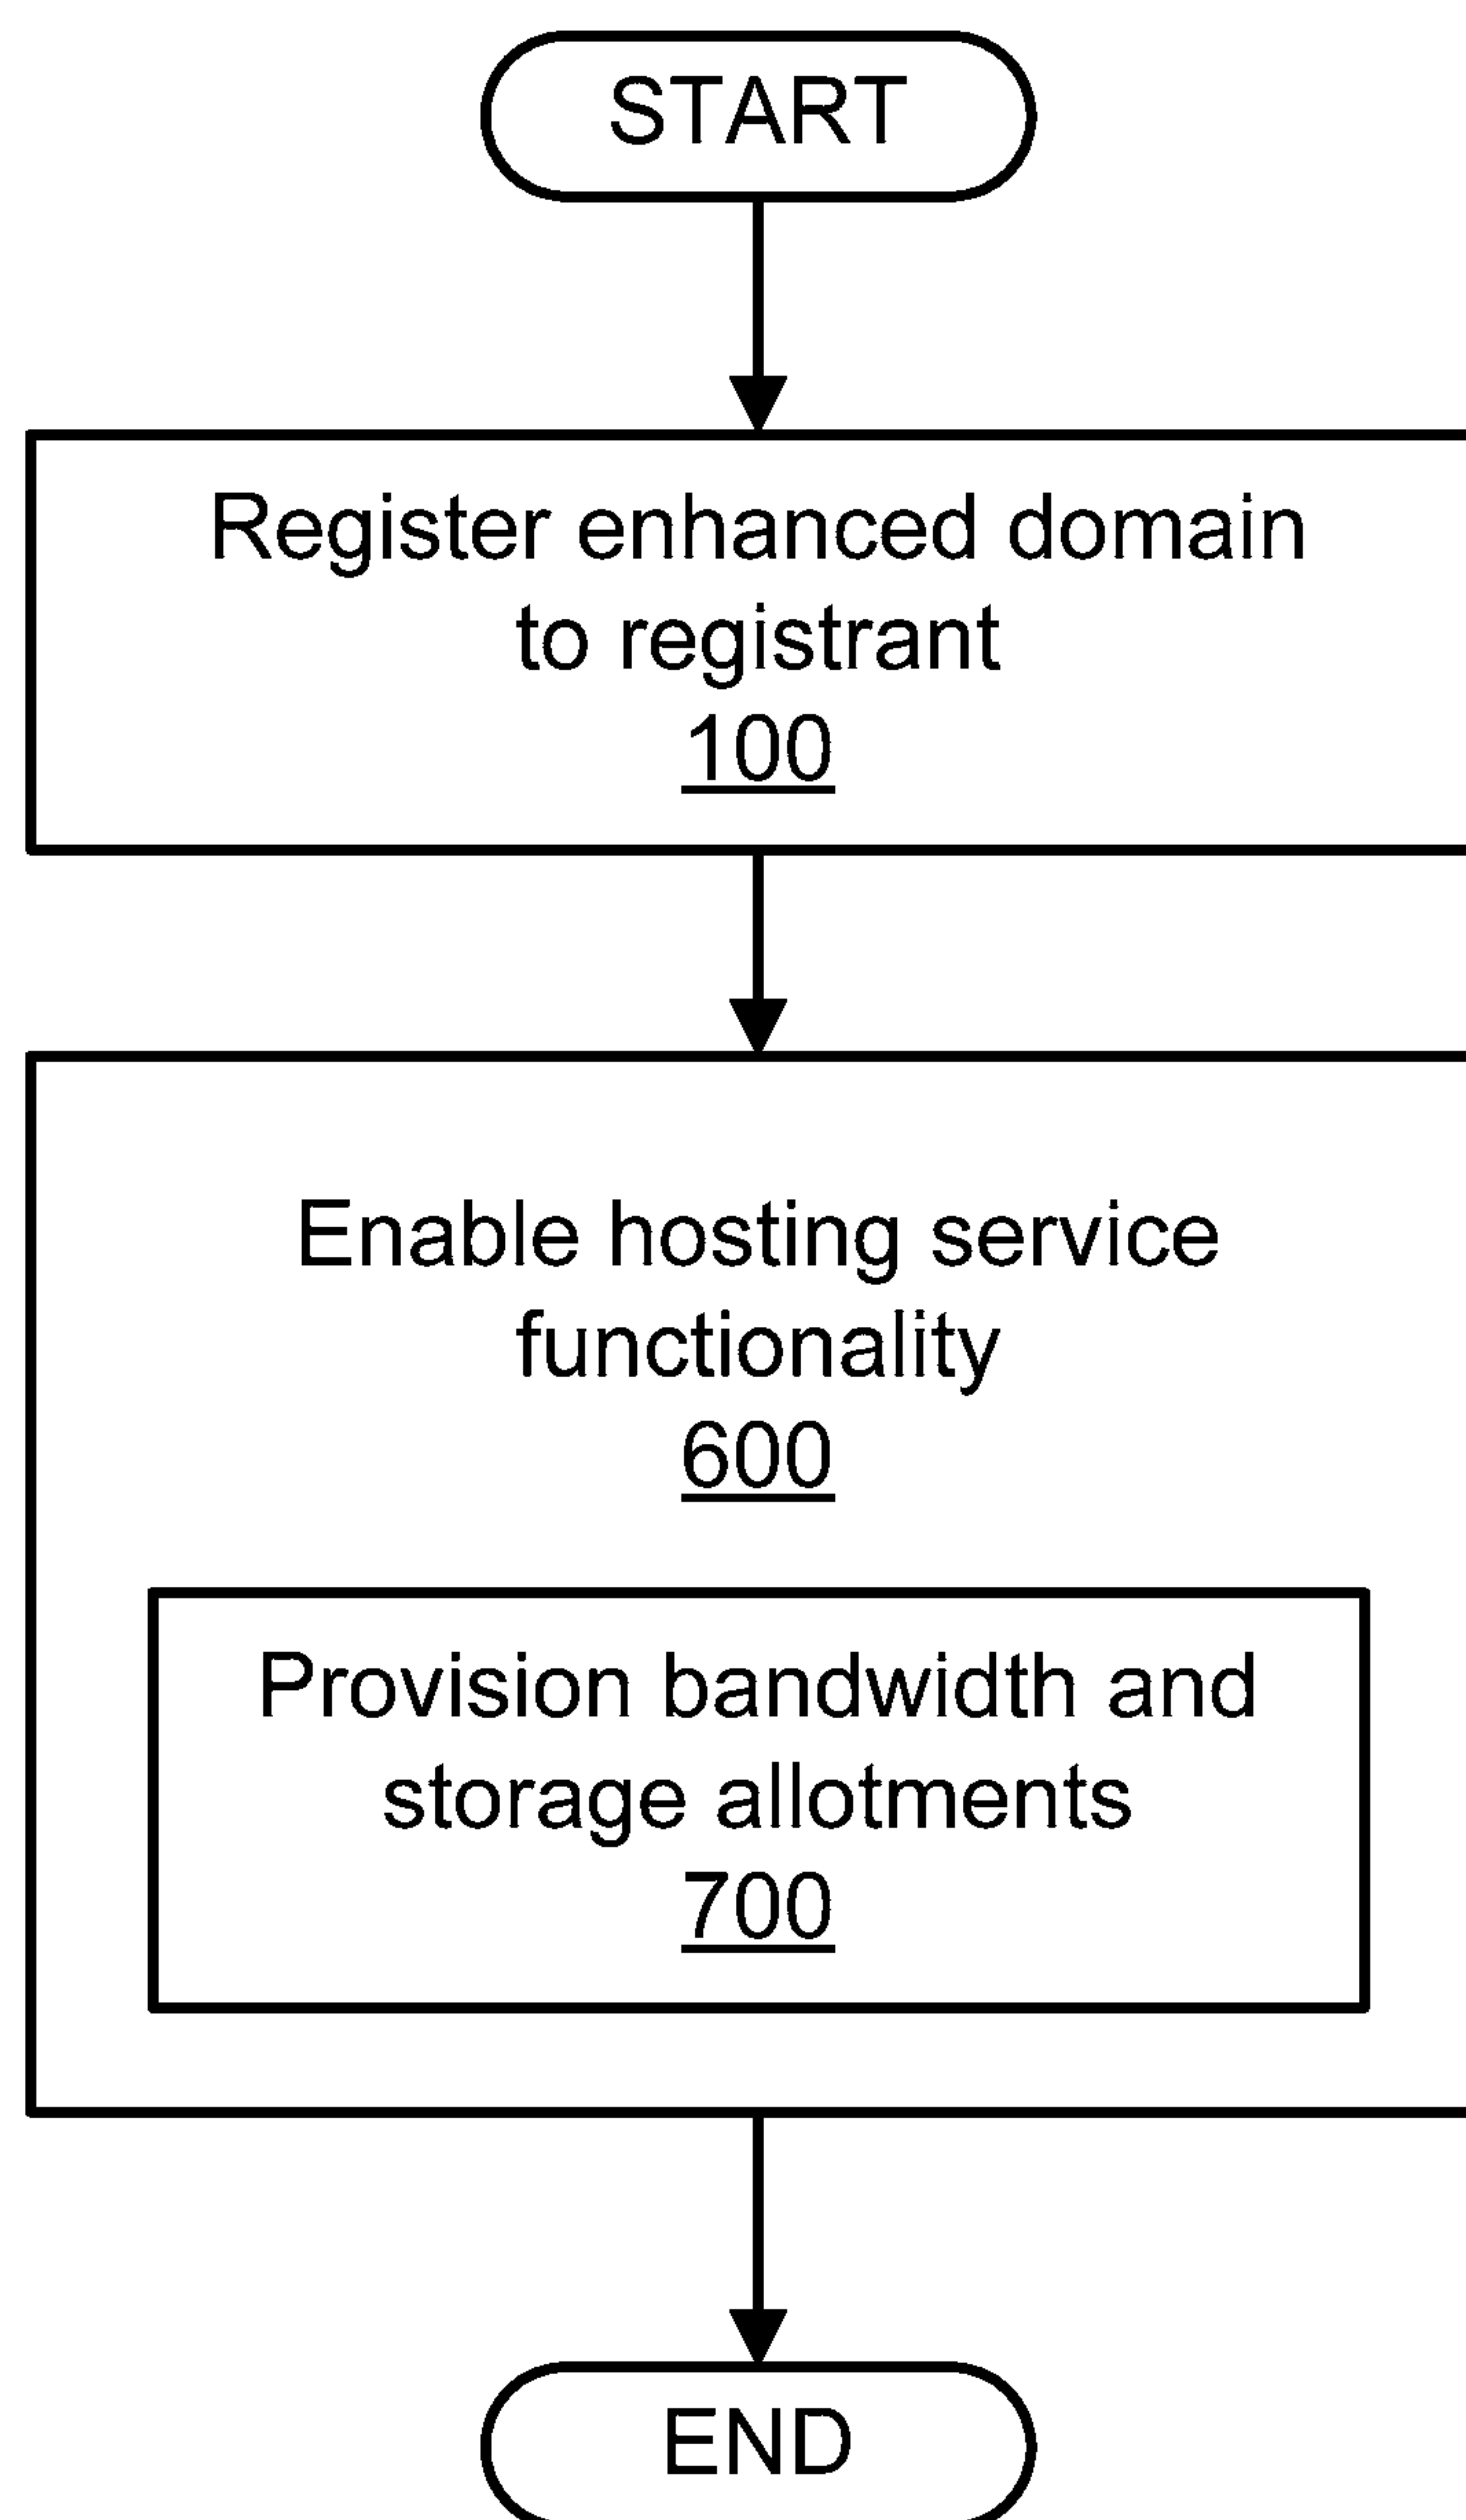 START
Register enhanced domain
to registrant
100
Enable hosting service
functionality
600
Provision bandwidth and
storage allotments
700
END